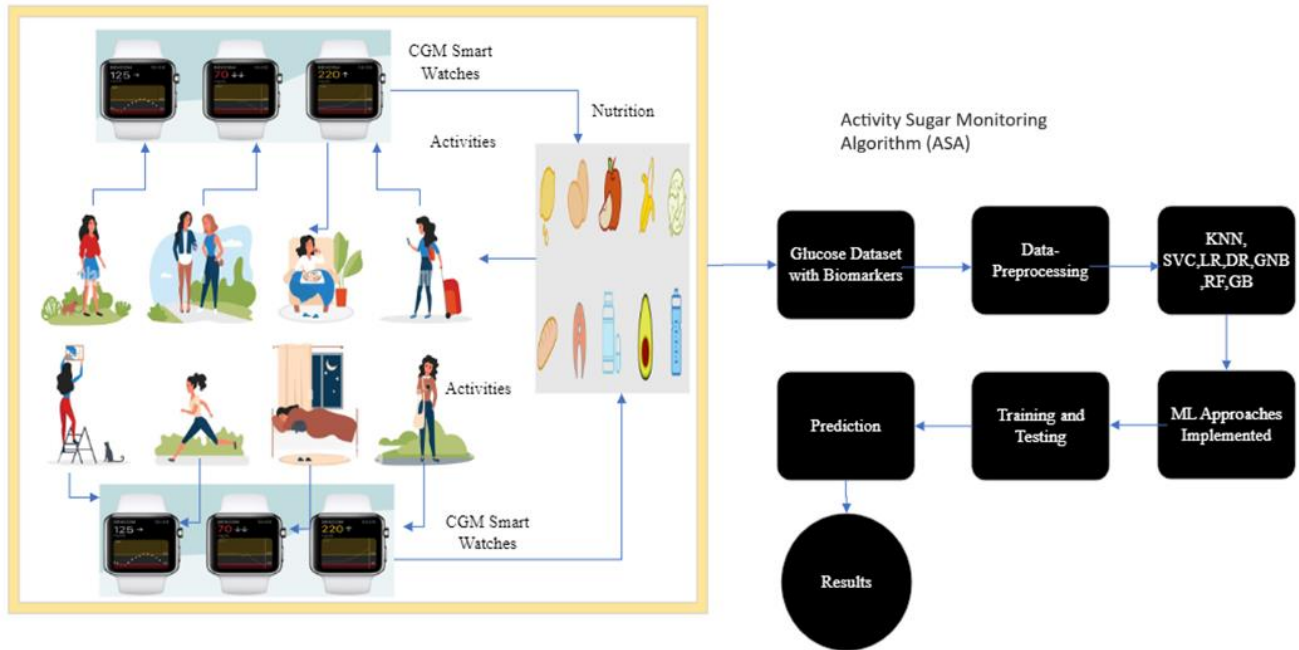 125 →
70 ↓↓
220 ↑
CGM Smart
Watches
Nutrition
Activities
Activities
125 →
70 ↓↓
220 ↑
CGM Smart
Watches
Activity Sugar Monitoring
Algorithm (ASA)
Glucose Dataset
with Biomarkers
Data-
Preprocessing
KNN,
SVC,LR,DR,GNB
,RF,GB
ML Approaches
Implemented
Training and
Testing
Prediction
Results